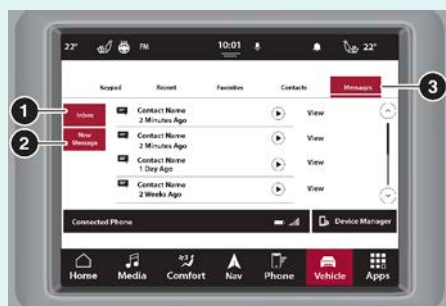 22° FM 10:01 22°
Keypad Recent Favorites Contacts Messages
1 Inbox
2 New Message
3
Contact Name
2 Minutes Ago
View
Contact Name
2 Minutes Ago
View
Contact Name
1 Day Ago
View
Contact Name
2 Weeks Ago
View
Connected Phone Device Manager
Home Media Comfort Nav Phone Vehicle Apps